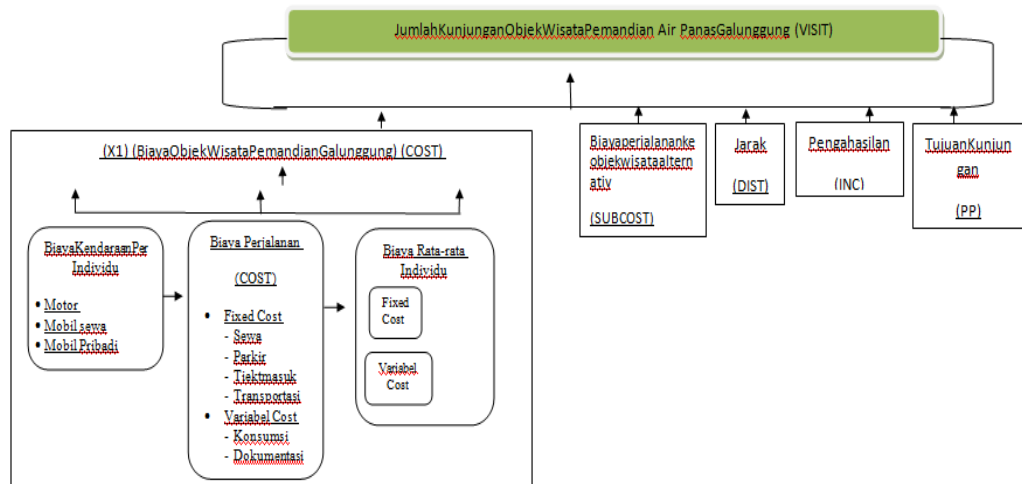 JumlahKunjunganObjekWisataPemandian Air PanasGalunggung (VISIT)
(X1) (BiayaObjekWisataPemandianGalunggung) (COST)
BiayaKendaraanPer
Individu
• Motor
• Mobil sewa
• Mobil Pribadi
Biaya Perjalanan
(COST)
• Fixed Cost
- Sewa
- Parkir
- Tiektmasuk
- Transportasi
• Variabel Cost
- Konsumsi
- Dokumentasi
Biaya Rata-rata
Individu
Fixed
Cost
Variabel
Cost
Biayaperjalananke
objekwisataaltern
ativ
(SUBCOST)
Jarak
(DIST)
Pengahasilan
(INC)
TujuanKunjun
gan
(PP)